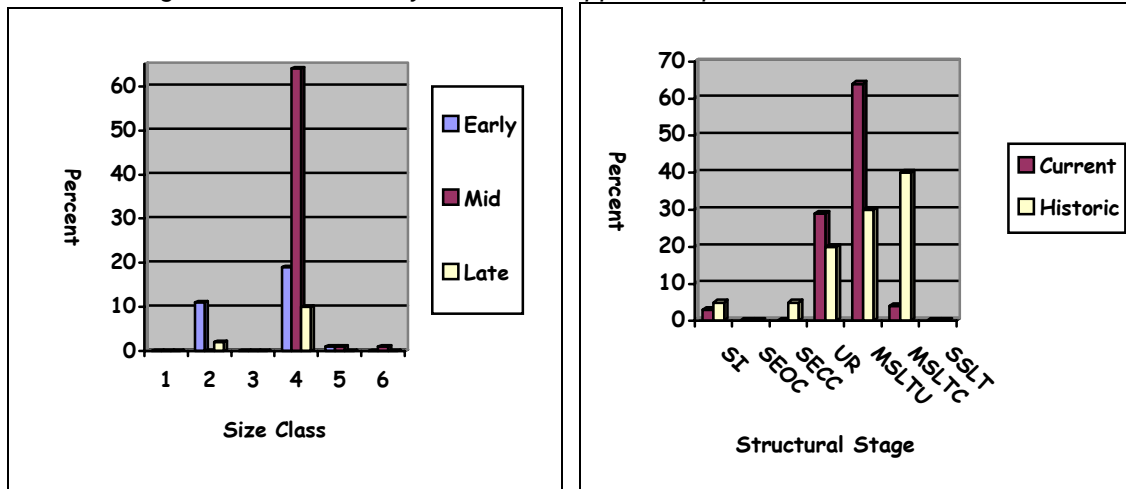 60
50
40
30
20
10
0
Percent
1 2 3 4 5 6
Size Class
Early
Mid
Late
70
60
50
40
30
20
10
0
Percent
SI SEOC SECC UR MSLTU MSLTC SSLT
Structural Stage
Current
Historic